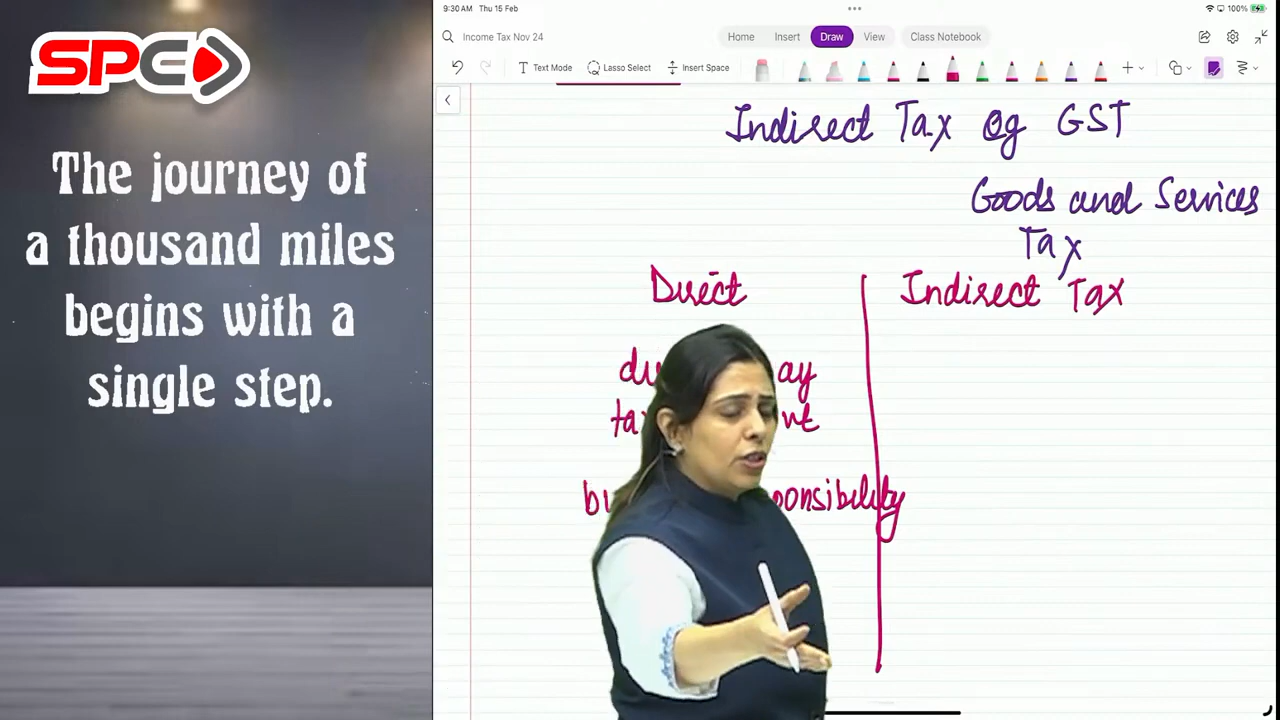 SPED
The journey of
a thousand miles
begins with a
single step.
9:30 AM Thu 15 Feb
100%
Income Tax Nov 24
Home Insert Draw View Class Notebook
Text Mode Lasso Select Insert Space
Indirect Tax eg GST
Goods and Services
Tax
Direct Indirect Tax